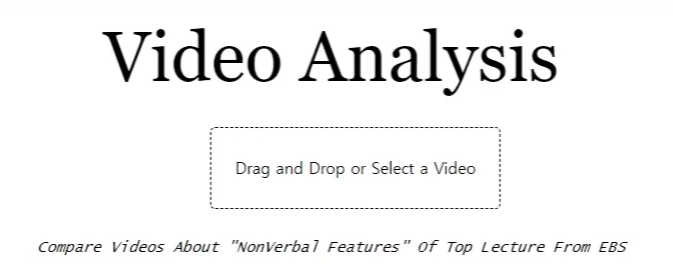 Video Analysis
Drag and Drop or Select a Video
Compare Videos About "NonVerbal Features" Of Top Lecture From EBS